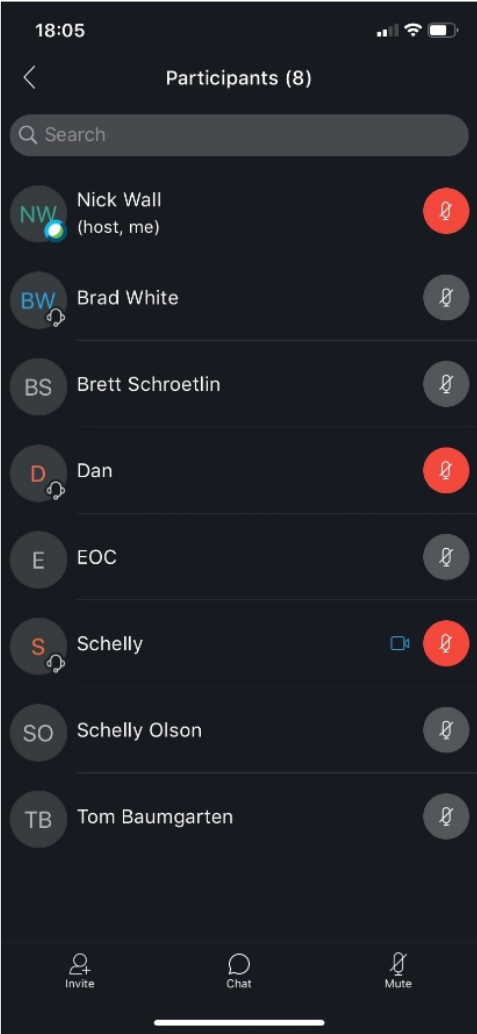 18:05
Participants (8)
Search
NW
Nick Wall
(host, me)
BW
Brad White
BS
Brett Schroetlin
D
Dan
E
EOC
S
Schelly
SO
Schelly Olson
TB
Tom Baumgarten
Invite
Chat
Mute